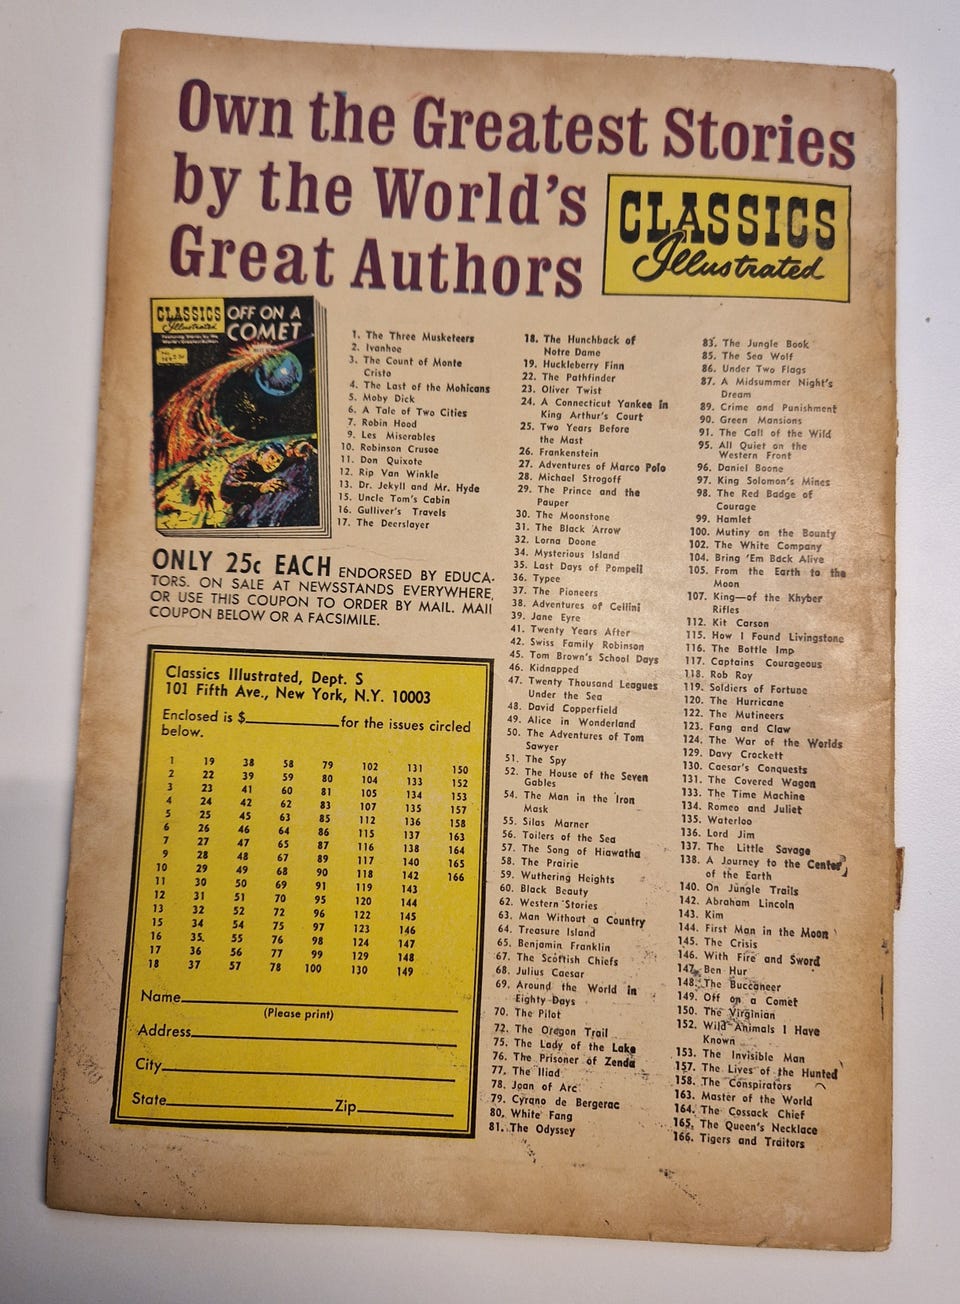 Own the Greatest Stories
by the World's
Great Authors
CLASSICS
Illustrated
CLASSICS
Illustrated
OFF ON A
COMET
1. The Three Musketeers
2. Ivanhoe
3. The Count of Monte
Cristo
4. The Last of the Mohicans
5. Moby Dick
6. A Tale of Two Cities
7. Robin Hood
9. Les Miserables
10. Robinson Crusoe
11. Don Quixote
12. Rip Van Winkle
13. Dr. Jekyll and Mr. Hyde
15. Uncle Tom's Cabin
16. Gulliver's Travels
17. The Deerslayer
ONLY 25c EACH ENDORSED BY EDUCA-
TORS. ON SALE AT NEWSSTANDS EVERYWHERE,
OR USE THIS COUPON TO ORDER BY MAIL. MAIL
COUPON BELOW OR A FACSIMILE.
Classics Illustrated, Dept. S
101 Fifth Ave., New York, N.Y. 10003
Enclosed is $ for the issues circled
below.
1 19 38 58 79 102 131 150
2 22 39 59 80 104 133 152
3 23 41 60 81 105 134 153
4 24 42 62 83 107 135 157
5 25 45 63 85 112 136 158
6 26 46 64 86 115 137 163
7 27 47 65 87 116 138 164
9 28 48 67 89 117 140 165
10 29 49 68 90 118 142 166
11 30 50 69 91 119 143
12 31 51 70 95 120 144
13 32 52 72 96 122 145
15 34 54 75 97 123 146
16 35 55 76 98 124 147
17 36 56 77 99 129 148
18 37 57 78 100 130 149
Name
(Please print)
Address
City
State Zip
18. The Hunchback of
Notre Dame
19. Huckleberry Finn
22. The Pathfinder
23. Oliver Twist
24. A Connecticut Yankee in
King Arthur's Court
25. Two Years Before
the Mast
26. Frankenstein
27. Adventures of Marco Polo
28. Michael Strogoff
29. The Prince and the
Pauper
30. The Moonstone
31. The Black Arrow
32. Lorna Doone
34. Mysterious Island
35. Last Days of Pompeii
36. Typee
37. The Pioneers
38. Adventures of Cellini
39. Jane Eyre
41. Twenty Years After
42. Swiss Family Robinson
45. Tom Brown's School Days
46. Kidnapped
47. Twenty Thousand Leagues
Under the Sea
48. David Copperfield
49. Alice in Wonderland
50. The Adventures of Tom
Sawyer
51. The Spy
52. The House of the Seven
Gables
54. The Man in the Iron
Mask
55. Silas Marner
56. Toilers of the Sea
57. The Song of Hiawatha
58. The Prairie
59. Wuthering Heights
60. Black Beauty
62. Western Stories
63. Man Without a Country
64. Treasure Island
65. Benjamin Franklin
67. The Scottish Chiefs
68. Julius Caesar
69. Around the World in
Eighty Days
70. The Pilot
72. The Oregon Trail
75. The Lady of the Lake
76. The Prisoner of Zenda
77. The Iliad
78. Joan of Arc
79. Cyrano de Bergerac
80. White Fang
81. The Odyssey
83. The Jungle Book
85. The Sea Wolf
86. Under Two Flags
87. A Midsummer Night's
Dream
89. Crime and Punishment
90. Green Mansions
91. The Call of the Wild
95. All Quiet on the
Western Front
96. Daniel Boone
97. King Solomon's Mines
98. The Red Badge of
Courage
99. Hamlet
100. Mutiny on the Bounty
102. The White Company
104. Bring 'Em Back Alive
105. From the Earth to the
Moon
107. King—of the Khyber
Rifles
112. Kit Carson
115. How I Found Livingstone
116. The Bottle Imp
117. Captains Courageous
118. Rob Roy
119. Soldiers of Fortune
120. The Hurricane
122. The Mutineers
123. Fang and Claw
124. The War of the Worlds
129. Davy Crockett
130. Caesar's Conquests
131. The Covered Wagon
133. The Time Machine
134. Romeo and Juliet
135. Waterloo
136. Lord Jim
137. The Little Savage
138. A Journey to the Center
of the Earth
140. On Jungle Trails
142. Abraham Lincoln
143. Kim
144. First Man in the Moon
145. The Crisis
146. With Fire and Sword
147. Ben Hur
148. The Buccaneer
149. Off on a Comet
150. The Virginian
152. Wild Animals I Have
Known
153. The Invisible Man
157. The Lives of the Hunted
158. The Conspirators
163. Master of the World
164. The Cossack Chief
165. The Queen's Necklace
166. Tigers and Traitors